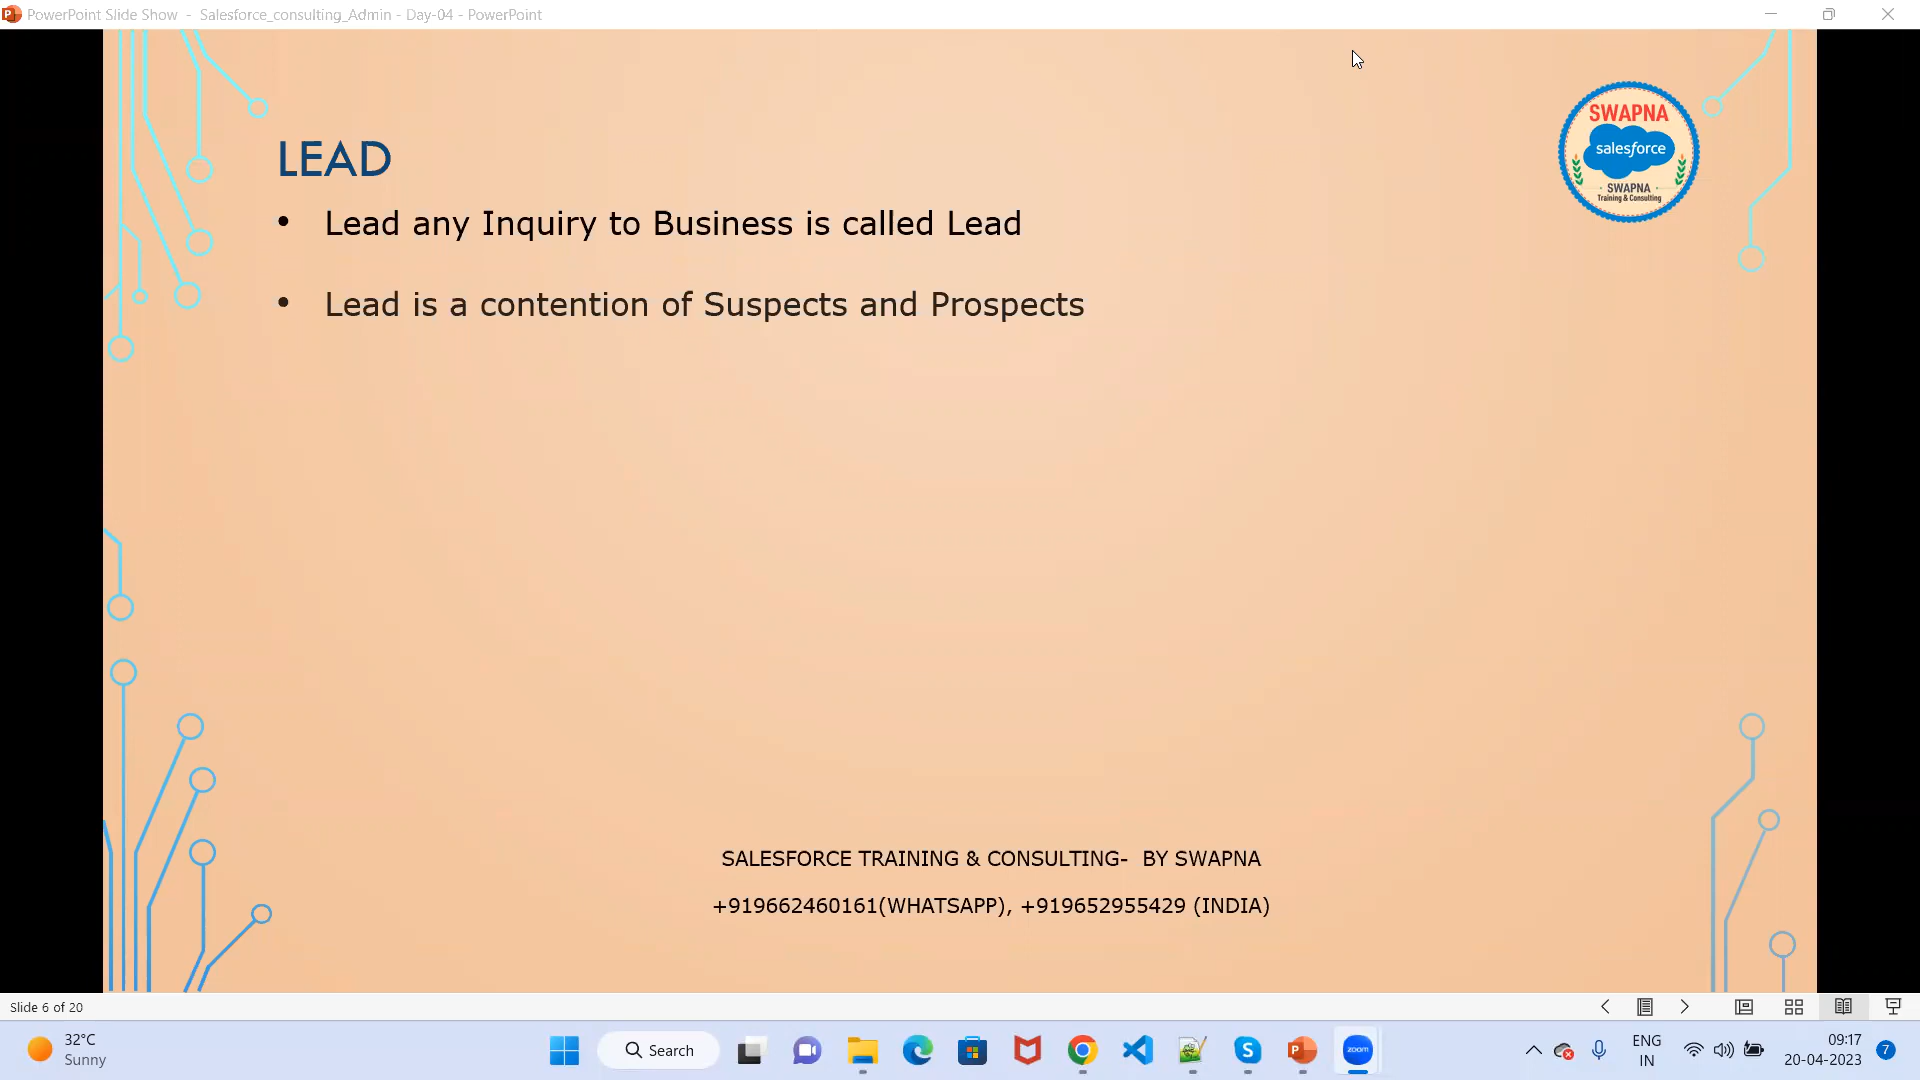 PowerPoint Slide Show - Salesforce_consulting_Admin - Day-04 - PowerPoint
SWAPNA
salesforce
SWAPNA
Training & Consulting
LEAD
• Lead any Inquiry to Business is called Lead
• Lead is a contention of Suspects and Prospects
SALESFORCE TRAINING & CONSULTING- BY SWAPNA
+919662460161(WHATSAPP), +919652955429 (INDIA)
Slide 6 of 20
32°C
Sunny
Search
zoom
ENG
IN
09:17
20-04-2023
7